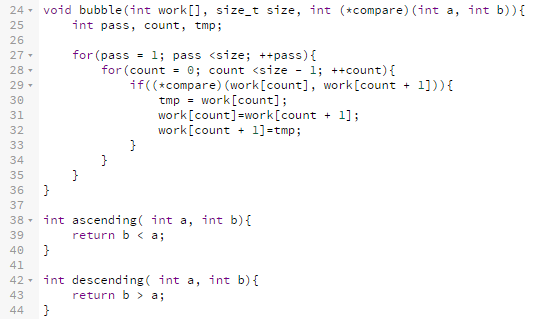 24 void bubble(int work[], size_t size, int (*compare)(int a, int b)){
25     int pass, count, tmp;
26
27     for(pass = 1; pass <size; ++pass){
28         for(count = 0; count <size - 1; ++count){
29             if((*compare)(work[count], work[count + 1])){
30                 tmp = work[count];
31                 work[count]=work[count + 1];
32                 work[count + 1]=tmp;
33             }
34         }
35     }
36 }
37
38 int ascending( int a, int b){
39     return b < a;
40 }
41
42 int descending( int a, int b){
43     return b > a;
44 }